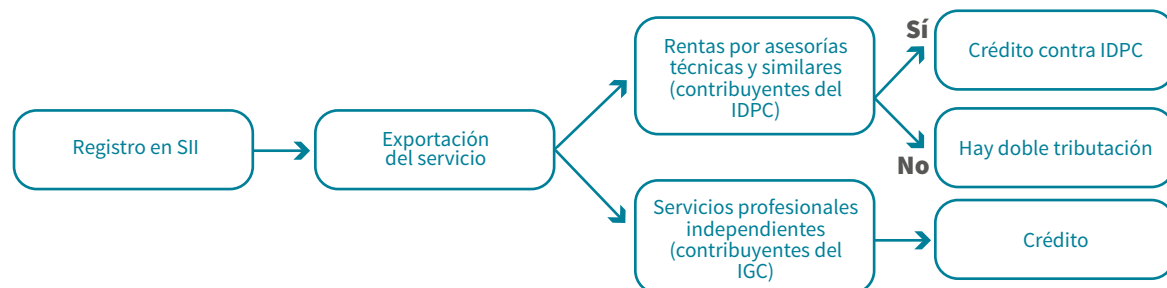 Registro en SII
Exportación
del servicio
Rentas por asesorías
técnicas y similares
(contribuyentes del
IDPC)
Sí
Crédito contra IDPC
No
Hay doble tributación
Servicios profesionales
independientes
(contribuyentes del
IGC)
Crédito